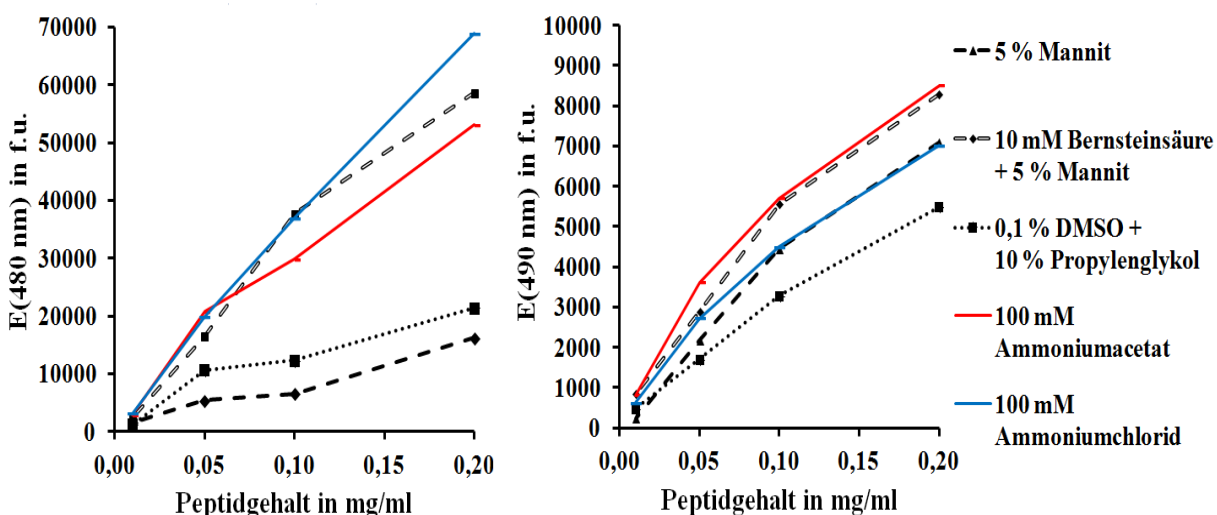 70000
60000
50000
40000
30000
20000
10000
0
E(480 nm) in f.u.
0,00 0,05 0,10 0,15 0,20
Peptidgehalt in mg/ml
10000
9000
8000
7000
6000
5000
4000
3000
2000
1000
0
E(490 nm) in f.u.
0,00 0,05 0,10 0,15 0,20
Peptidgehalt in mg/ml
5 % Mannit
10 mM Bernsteinsäure
+ 5 % Mannit
0,1 % DMSO +
10 % Propylenglykol
100 mM
Ammoniumacetat
100 mM
Ammoniumchlorid